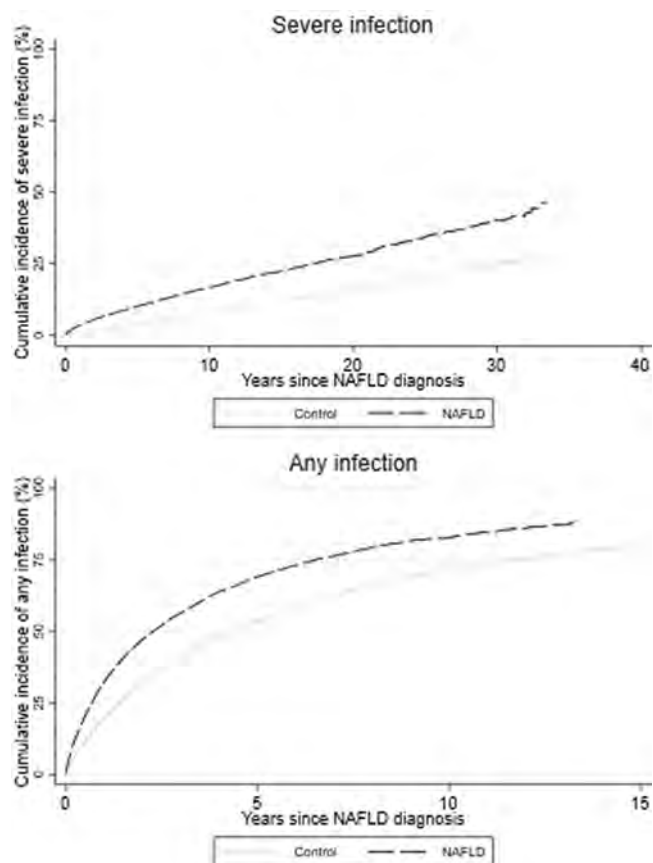 Severe infection
Cumulative incidence of severe infection (%)
100
75
50
25
0
0 10 20 30 40
Years since NAFLD diagnosis
Control NAFLD
Any infection
Cumulative incidence of any infection (%)
100
75
50
25
0
0 5 10 15
Years since NAFLD diagnosis
Control NAFLD